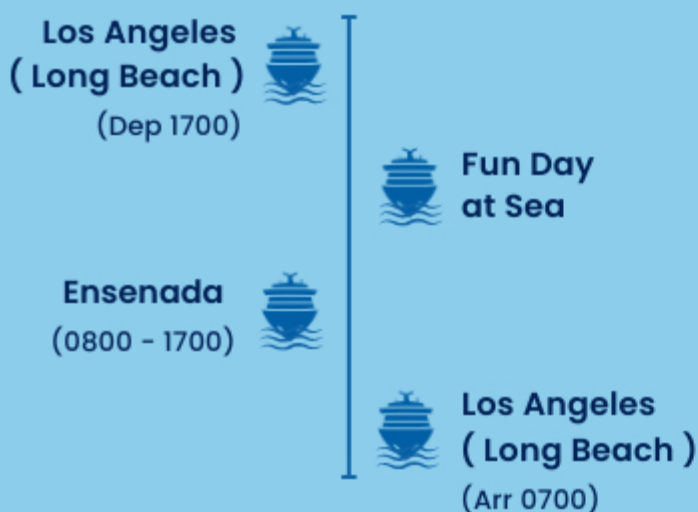 Los Angeles
( Long Beach )
(Dep 1700)
Fun Day
at Sea
Ensenada
(0800 - 1700)
Los Angeles
( Long Beach )
(Arr 0700)